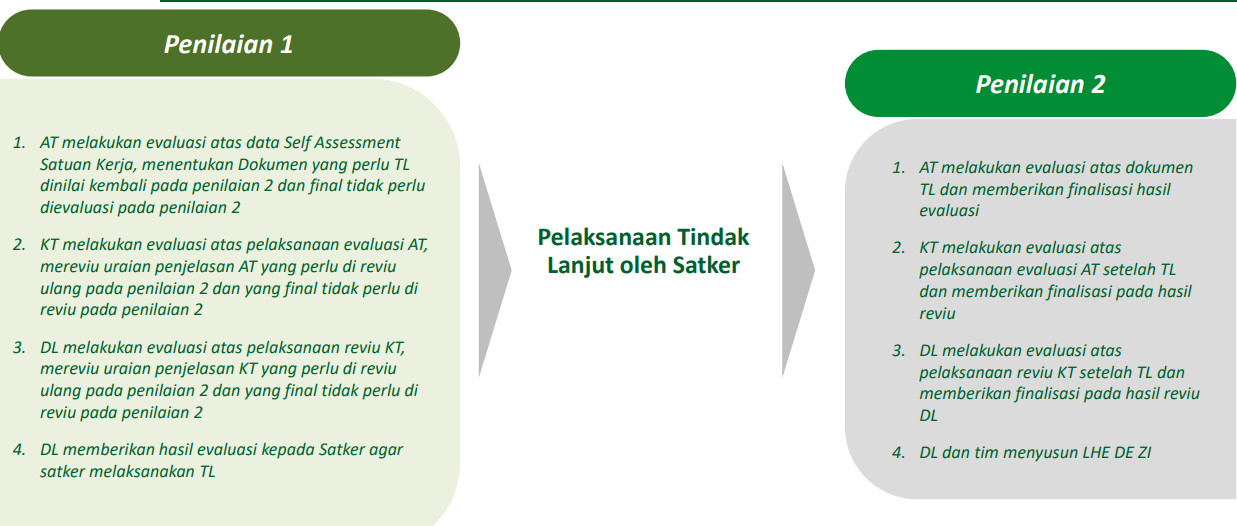 Penilaian 1
1. AT melakukan evaluasi atas data Self Assessment
Satuan Kerja, menentukan Dokumen yang perlu TL
dinilai kembali pada penilaian 2 dan final tidak perlu
dievaluasi pada penilaian 2
2. KT melakukan evaluasi atas pelaksanaan evaluasi AT,
mereviu uraian penjelasan AT yang perlu di reviu
ulang pada penilaian 2 dan yang final tidak perlu di
reviu pada penilaian 2
3. DL melakukan evaluasi atas pelaksanaan reviu KT,
mereviu uraian penjelasan KT yang perlu di reviu
ulang pada penilaian 2 dan yang final tidak perlu di
reviu pada penilaian 2
4. DL memberikan hasil evaluasi kepada Satker agar
satker melaksanakan TL
Pelaksanaan Tindak
Lanjut oleh Satker
Penilaian 2
1. AT melakukan evaluasi atas dokumen
TL dan memberikan finalisasi hasil
evaluasi
2. KT melakukan evaluasi atas
pelaksanaan evaluasi AT setelah TL
dan memberikan finalisasi pada hasil
reviu
3. DL melakukan evaluasi atas
pelaksanaan reviu KT setelah TL dan
memberikan finalisasi pada hasil reviu
DL
4. DL dan tim menyusun LHE DE ZI